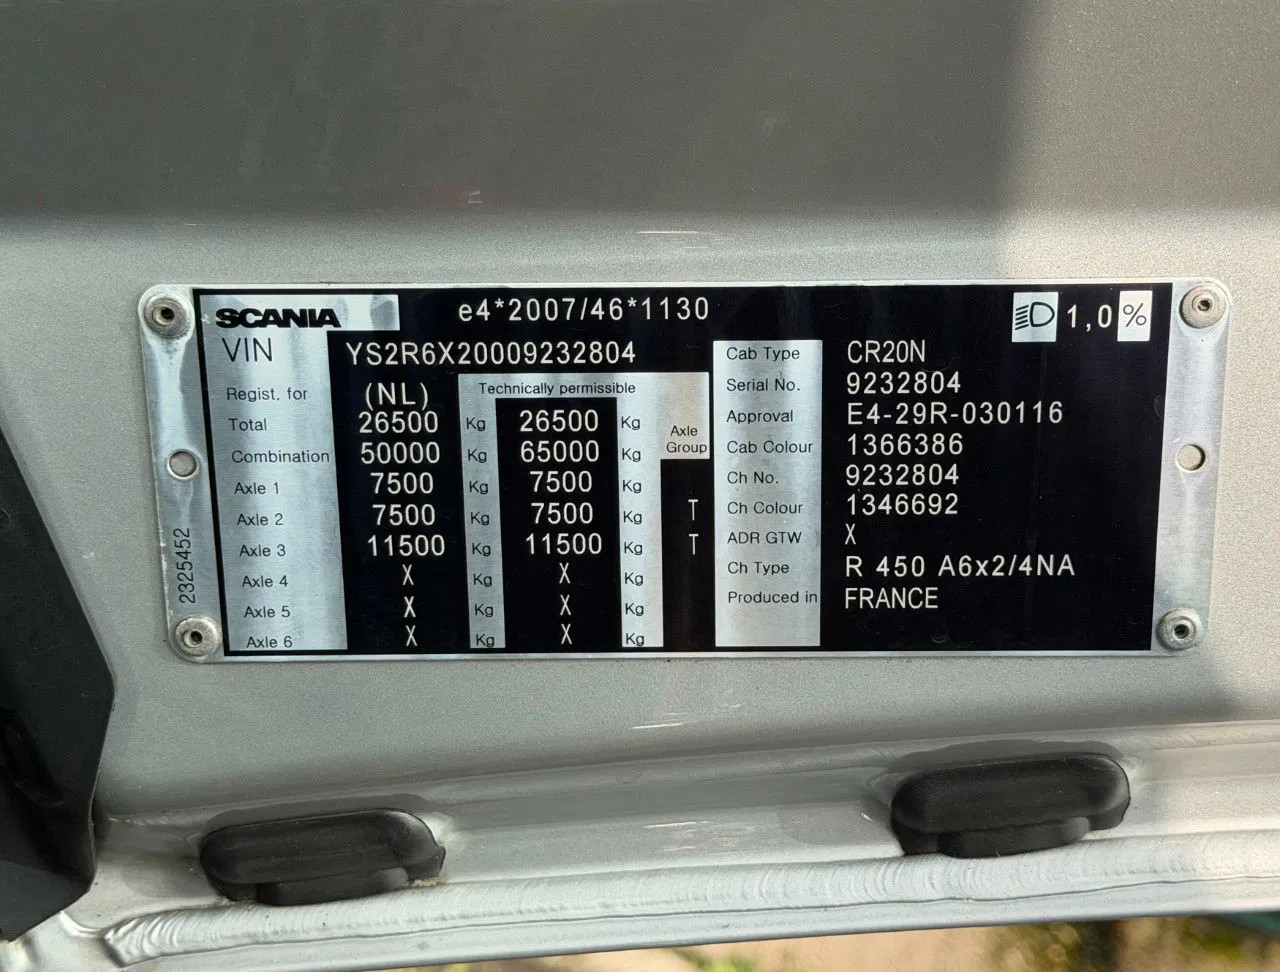 SCANIA e4*2007/46*1130 1,0 %
VIN YS2R6X20009232804
Regist. for (NL) Technically permissible
Total 26500 Kg 26500 Kg Axle Group
Combination 50000 Kg 65000 Kg
Axle 1 7500 Kg 7500 Kg
Axle 2 7500 Kg 7500 Kg T
Axle 3 11500 Kg 11500 Kg T
Axle 4 X Kg X Kg
Axle 5 X Kg X Kg
Axle 6 X Kg X Kg
Cab Type CR20N
Serial No. 9232804
Approval E4-29R-030116
Cab Colour 1366386
Ch No. 9232804
Ch Colour 1346692
ADR GTW X
Ch Type R 450 A6x2/4NA
Produced in FRANCE
2325452